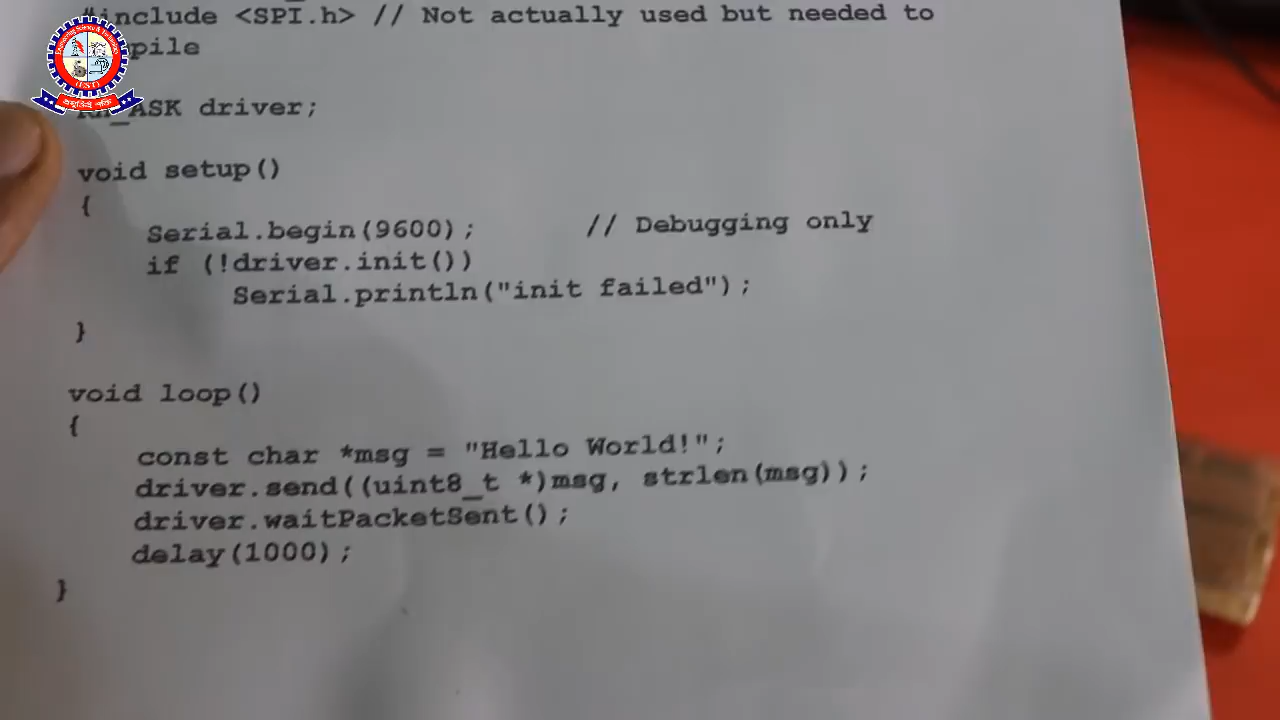 #include <SPI.h> // Not actually used but needed to
pile
_ASK driver;
void setup()
{
Serial.begin(9600); // Debugging only
if (!driver.init())
Serial.println("init failed");
}
void loop()
{
const char *msg = "Hello World!";
driver.send((uint8_t *)msg, strlen(msg));
driver.waitPacketSent();
delay(1000);
}